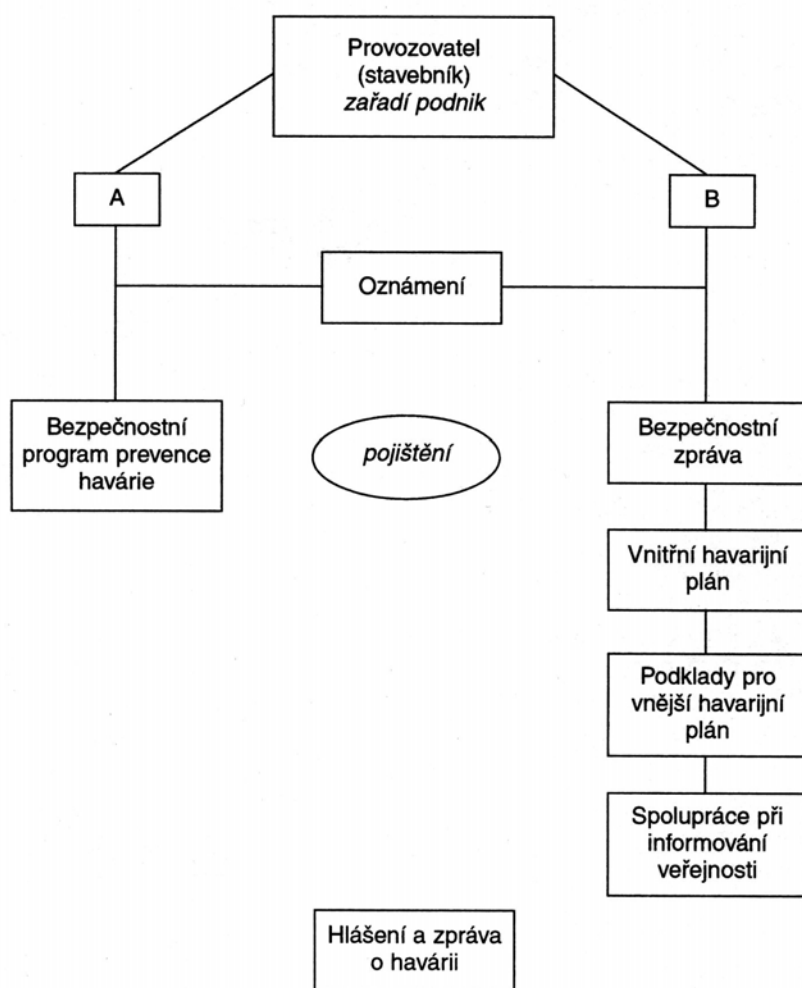 Provozovatel
(stavebník)
zařadí podnik
A
B
Oznámení
Bezpečnostní
program prevence
havárie
pojištění
Bezpečnostní
zpráva
Vnitřní havarijní
plán
Podklady pro
vnější havarijní
plán
Spolupráce při
informování
veřejnosti
Hlášení a zpráva
o havárii